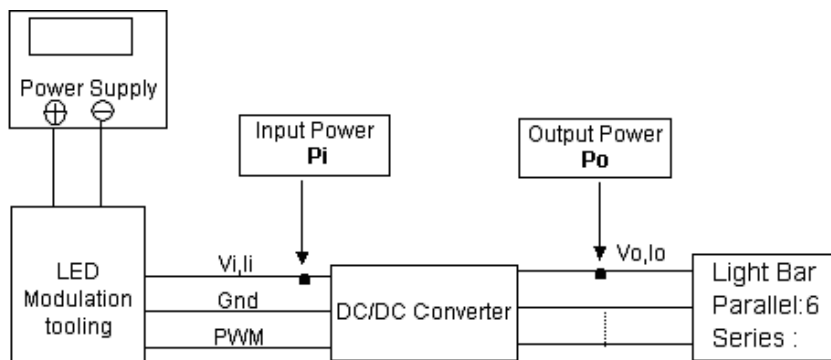 Power Supply
Input Power
Pi
Output Power
Po
LED
Modulation
tooling
Vi,Ii
Gnd
PWM
DC/DC Converter
Vo,Io
Light Bar
Parallel:6
Series :